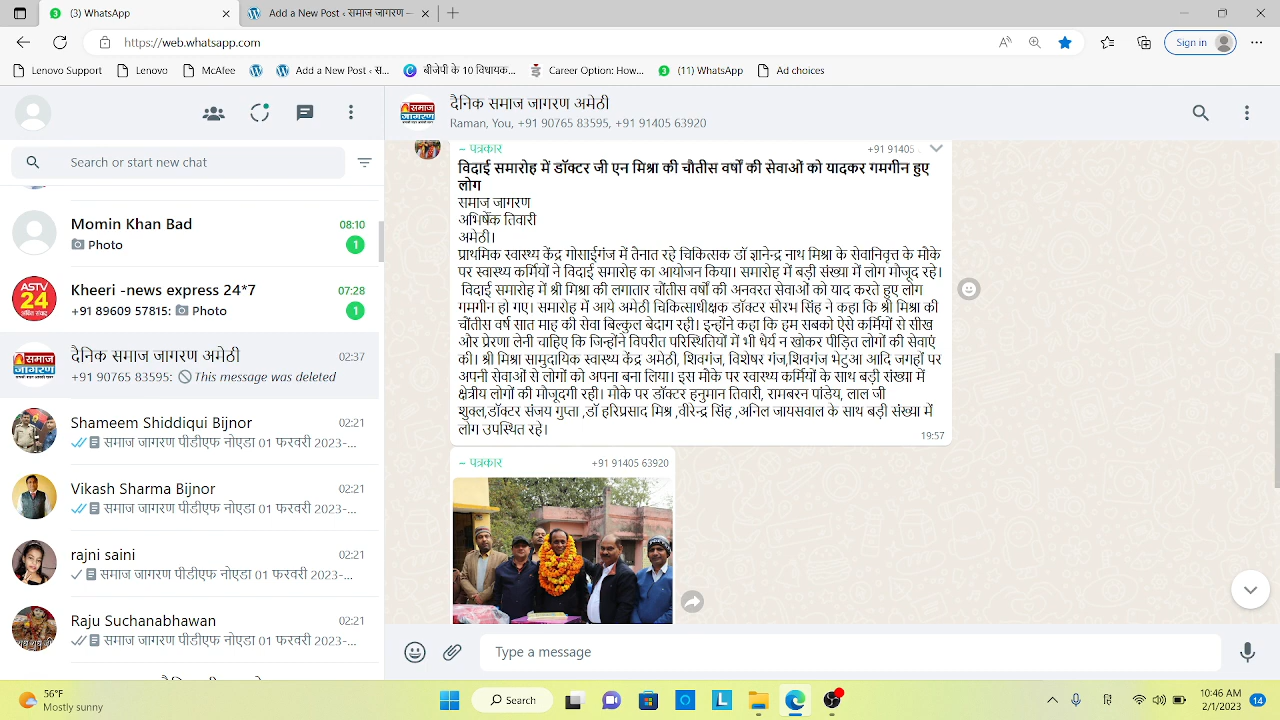 (3) WhatsApp
Add a New Post ‹ समाज जागरण —
https://web.whatsapp.com
Sign in
Lenovo Support
Lenovo
McAfee
Add a New Post ‹ स...
बीजेपी के 10 विधायक...
Career Option How...
(11) WhatsApp
Ad choices
Search or start new chat
Momin Khan Bad
08:10
Photo
1
Kheeri -news express 24*7
07:28
+91 89609 57815: Photo
1
ASTV
24
दैनिक समाज जागरण अमेठी
02:37
+91 90765 83595: This message was deleted
समाज
जागरण
Shameem Shiddiqui Bijnor
02:21
समाज जागरण पीडीएफ नोएडा 01 फरवरी 2023-...
Vikash Sharma Bijnor
02:21
समाज जागरण पीडीएफ नोएडा 01 फरवरी 2023-...
rajni saini
02:21
समाज जागरण पीडीएफ नोएडा 01 फरवरी 2023-...
Raju Suchanabhawan
02:21
समाज जागरण पीडीएफ नोएडा 01 फरवरी 2023-...
समाज
जागरण
दैनिक समाज जागरण अमेठी
Raman, You, +91 90765 83595, +91 91405 63920
~ पत्रकार
+91 91405
विदाई समारोह में डॉक्टर जी एन मिश्रा की चौतीस वर्षों की सेवाओं को यादकर गमगीन हुए
लोग
समाज जागरण
अभिषेक तिवारी
अमेठी।
प्राथमिक स्वास्थ्य केंद्र गोसाईगंज में तैनात रहे चिकित्सक डॉ ज्ञानेन्द्र नाथ मिश्रा के सेवानिवृत्त के मौके
पर स्वास्थ्य कर्मियों ने विदाई समारोह का आयोजन किया। समारोह में बड़ी संख्या में लोग मौजूद रहे।
विदाई समारोह में श्री मिश्रा की लगातार चौंतीस वर्षों की अनवरत सेवाओं को याद करते हुए लोग
गमगीन हो गए। समारोह में आये अमेठी चिकित्साधीक्षक डॉक्टर सौरभ सिंह ने कहा कि श्री मिश्रा की
चौंतीस वर्ष सात माह की सेवा बिल्कुल बेदाग रही। इन्होंने कहा कि हम सबको ऐसे कर्मियों से सीख
और प्रेरणा लेनी चाहिए कि जिन्होंने विपरीत परिस्थितियों में भी धैर्य न खोकर पीड़ित लोगों की सेवाएं
की। श्री मिश्रा सामुदायिक स्वास्थ्य केंद्र अमेठी, शिवगंज, विशेषर गंज,शिवगंज भेटुआ आदि जगहों पर
अपनी सेवाओं से लोगों को अपना बना लिया। इस मौके पर स्वास्थ्य कर्मियों के साथ बड़ी संख्या में
क्षेत्रीय लोगों की मौजूदगी रही। मौके पर डॉक्टर हनुमान तिवारी, रामबरन पांडेय, लाल जी
शुक्ल,डॉक्टर संजय गुप्ता ,डॉ हरिप्रसाद मिश्र ,वीरेन्द्र सिंह ,अनिल जायसवाल के साथ बड़ी संख्या में
लोग उपस्थित रहे।
19:57
~ पत्रकार
+91 91405 63920
Type a message
56°F
Mostly sunny
Search
10:46 AM
2/1/2023
14